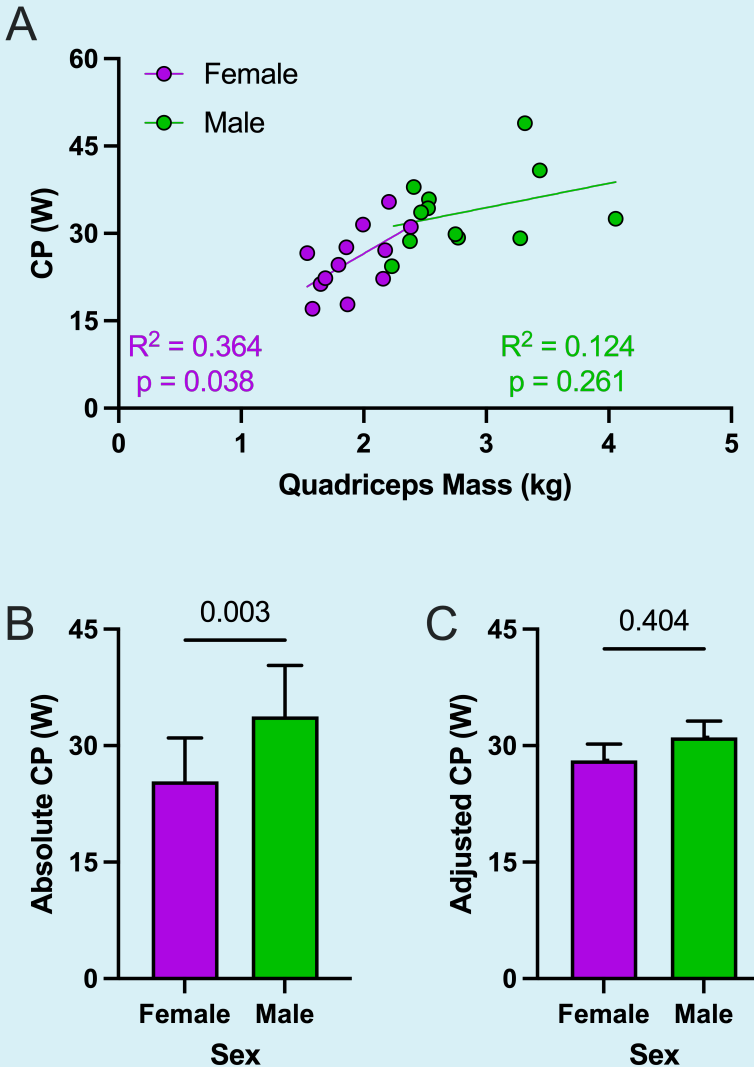 A
60
45
30
15
0
CP (W)
Female
Male
R² = 0.364
p = 0.038
R² = 0.124
p = 0.261
0 1 2 3 4 5
Quadriceps Mass (kg)
B
0.003
45
30
15
0
Absolute CP (W)
Female Male
Sex
C
0.404
45
30
15
0
Adjusted CP (W)
Female Male
Sex